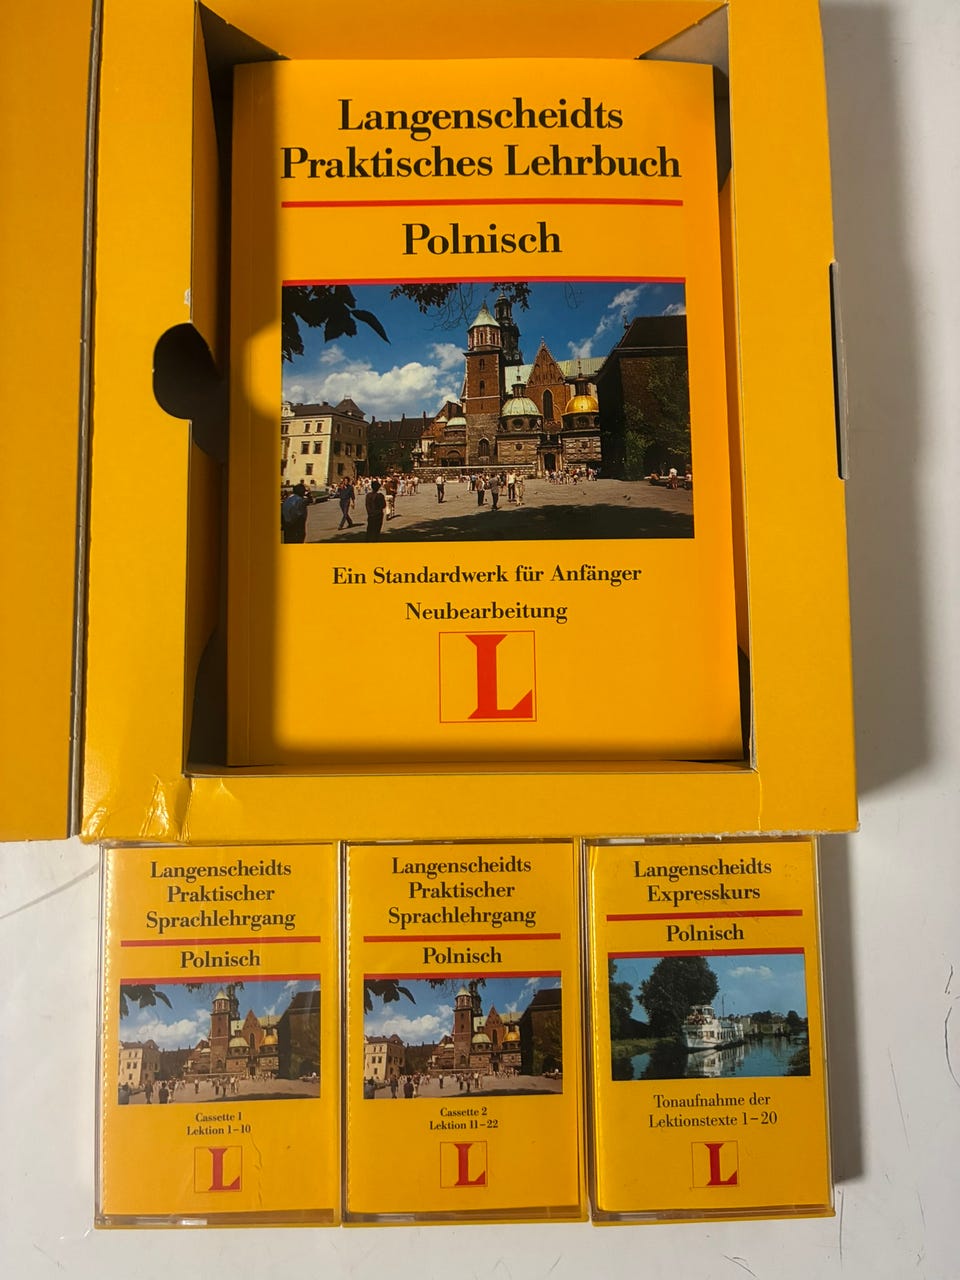 Langenscheidts
Praktisches Lehrbuch
Polnisch
Ein Standardwerk für Anfänger
Neubearbeitung
L
Langenscheidts
Praktischer
Sprachlehrgang
Polnisch
Cassette 1
Lektion 1–10
L
Langenscheidts
Praktischer
Sprachlehrgang
Polnisch
Cassette 2
Lektion 11–22
L
Langenscheidts
Expresskurs
Polnisch
Tonaufnahme der
Lektionstexte 1–20
L